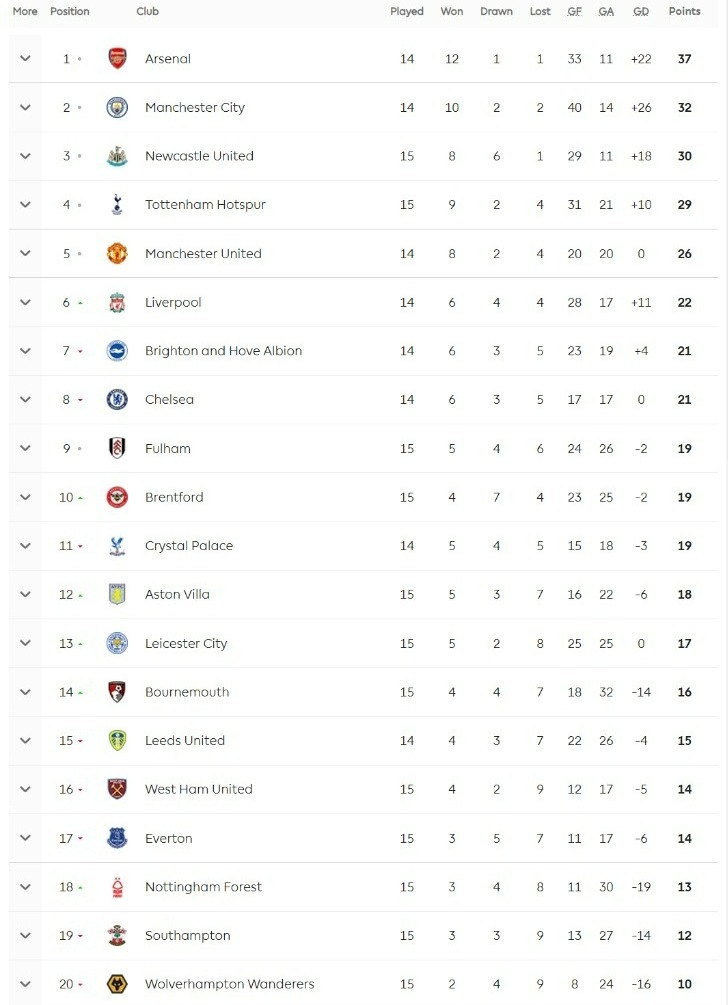 More Position Club Played Won Drawn Lost GF GA GD Points
1 Arsenal 14 12 1 1 33 11 +22 37
2 Manchester City 14 10 2 2 40 14 +26 32
3 Newcastle United 15 8 6 1 29 11 +18 30
4 Tottenham Hotspur 15 9 2 4 31 21 +10 29
5 Manchester United 14 8 2 4 20 20 0 26
6 Liverpool 14 6 4 4 28 17 +11 22
7 Brighton and Hove Albion 14 6 3 5 23 19 +4 21
8 Chelsea 14 6 3 5 17 17 0 21
9 Fulham 15 5 4 6 24 26 -2 19
10 Brentford 15 4 7 4 23 25 -2 19
11 Crystal Palace 14 5 4 5 15 18 -3 19
12 Aston Villa 15 5 3 7 16 22 -6 18
13 Leicester City 15 5 2 8 25 25 0 17
14 Bournemouth 15 4 4 7 18 32 -14 16
15 Leeds United 14 4 3 7 22 26 -4 15
16 West Ham United 15 4 2 9 12 17 -5 14
17 Everton 15 3 5 7 11 17 -6 14
18 Nottingham Forest 15 3 4 8 11 30 -19 13
19 Southampton 15 3 3 9 13 27 -14 12
20 Wolverhampton Wanderers 15 2 4 9 8 24 -16 10